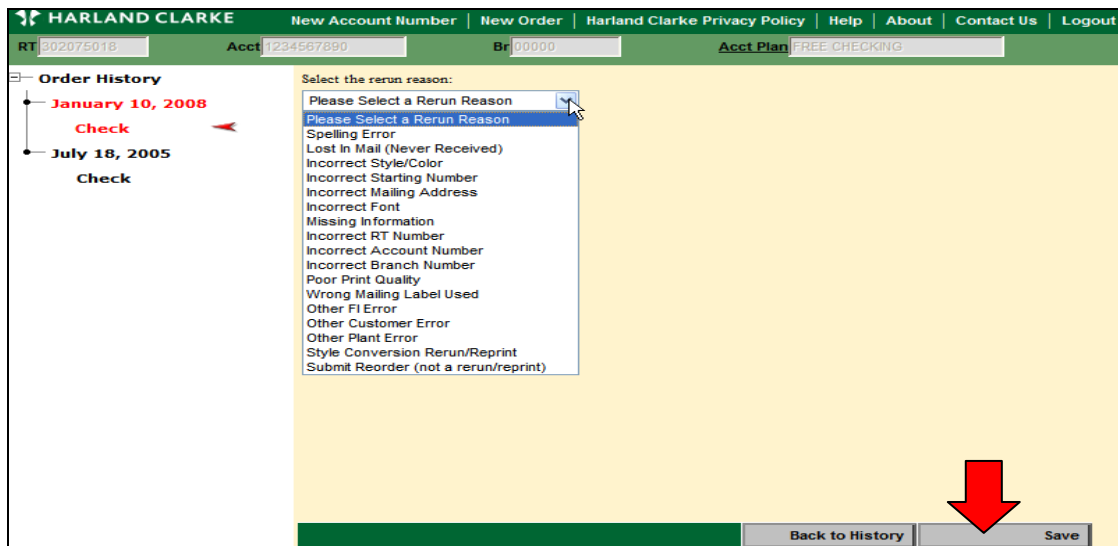 HARLAND CLARKE New Account Number | New Order | Harland Clarke Privacy Policy | Help | About | Contact Us | Logout
RT 302075018 Acct 1234567890 Br 00000 Acct Plan FREE CHECKING
Order History
January 10, 2008
Check
July 18, 2005
Check
Select the rerun reason:
Please Select a Rerun Reason
Please Select a Rerun Reason
Spelling Error
Lost In Mail (Never Received)
Incorrect Style/Color
Incorrect Starting Number
Incorrect Mailing Address
Incorrect Font
Missing Information
Incorrect RT Number
Incorrect Account Number
Incorrect Branch Number
Poor Print Quality
Wrong Mailing Label Used
Other FI Error
Other Customer Error
Other Plant Error
Style Conversion Rerun/Reprint
Submit Reorder (not a rerun/reprint)
Back to History Save